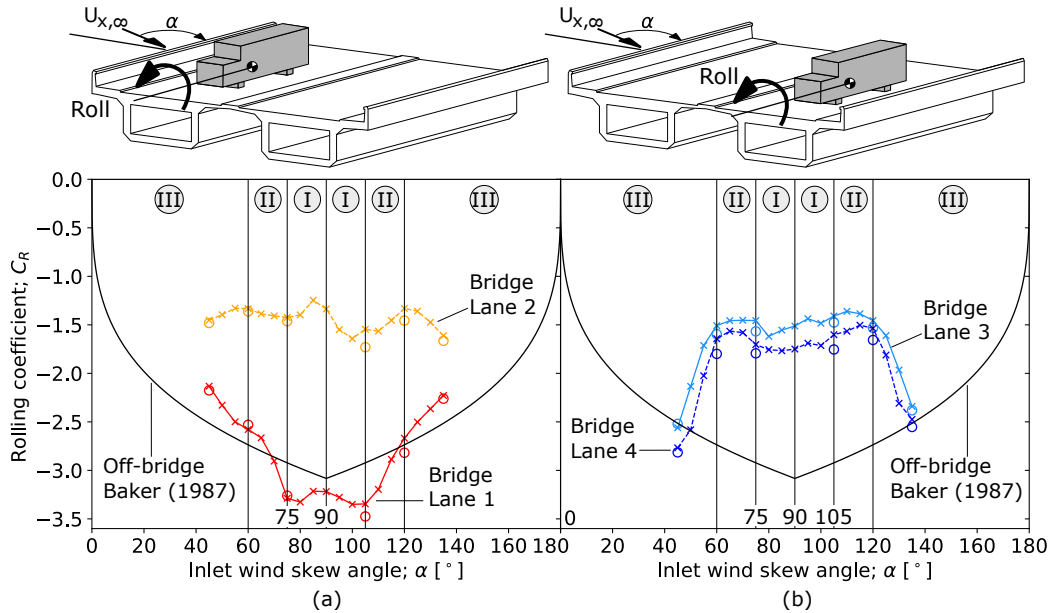 U_{x,∞} α
Roll
U_{x,∞} α
Roll
0.0
−0.5
−1.0
−1.5
−2.0
−2.5
−3.0
−3.5
Rolling coefficient; C_R
III II I I II III
Bridge
Lane 2
Off-bridge
Baker (1987)
Bridge
Lane 1
75 90
0 20 40 60 80 100 120 140 160 180
Inlet wind skew angle; α [°]
(a)
III II I I II III
Bridge
Lane 3
Bridge
Lane 4
Off-bridge
Baker (1987)
0 75 90 105
0 20 40 60 80 100 120 140 160 180
Inlet wind skew angle; α [°]
(b)